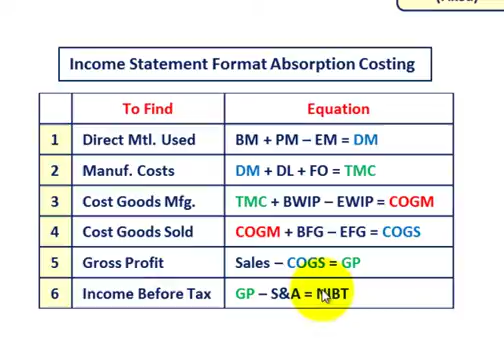 (Fixed)
Income Statement Format Absorption Costing
To Find Equation
1 Direct Mtl. Used BM + PM – EM = DM
2 Manuf. Costs DM + DL + FO = TMC
3 Cost Goods Mfg. TMC + BWIP – EWIP = COGM
4 Cost Goods Sold COGM + BFG – EFG = COGS
5 Gross Profit Sales – COGS = GP
6 Income Before Tax GP – S&A = NIBT